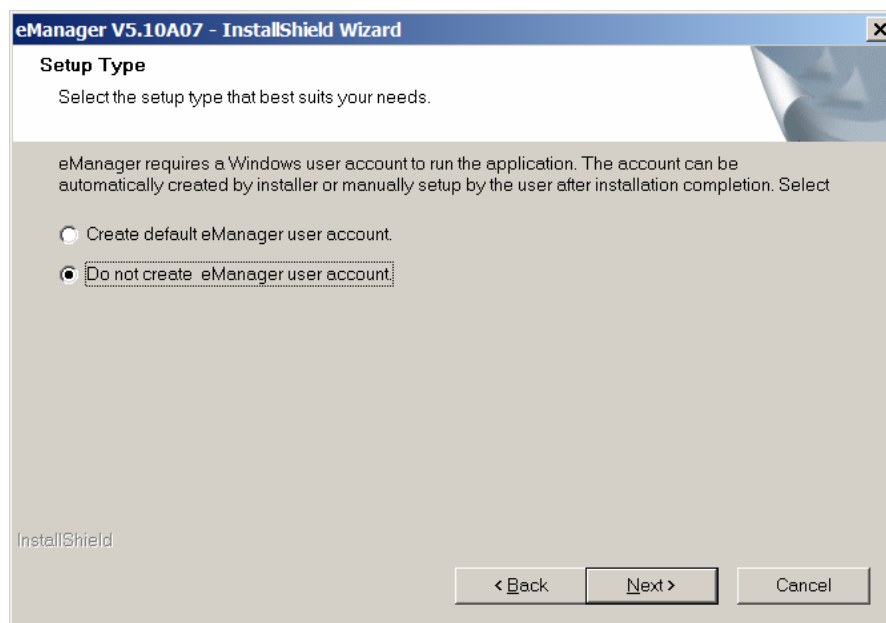 eManager V5.10A07 - InstallShield Wizard
Setup Type
Select the setup type that best suits your needs.
eManager requires a Windows user account to run the application. The account can be
automatically created by installer or manually setup by the user after installation completion. Select
Create default eManager user account.
Do not create  eManager user account.
InstallShield
< Back
Next >
Cancel